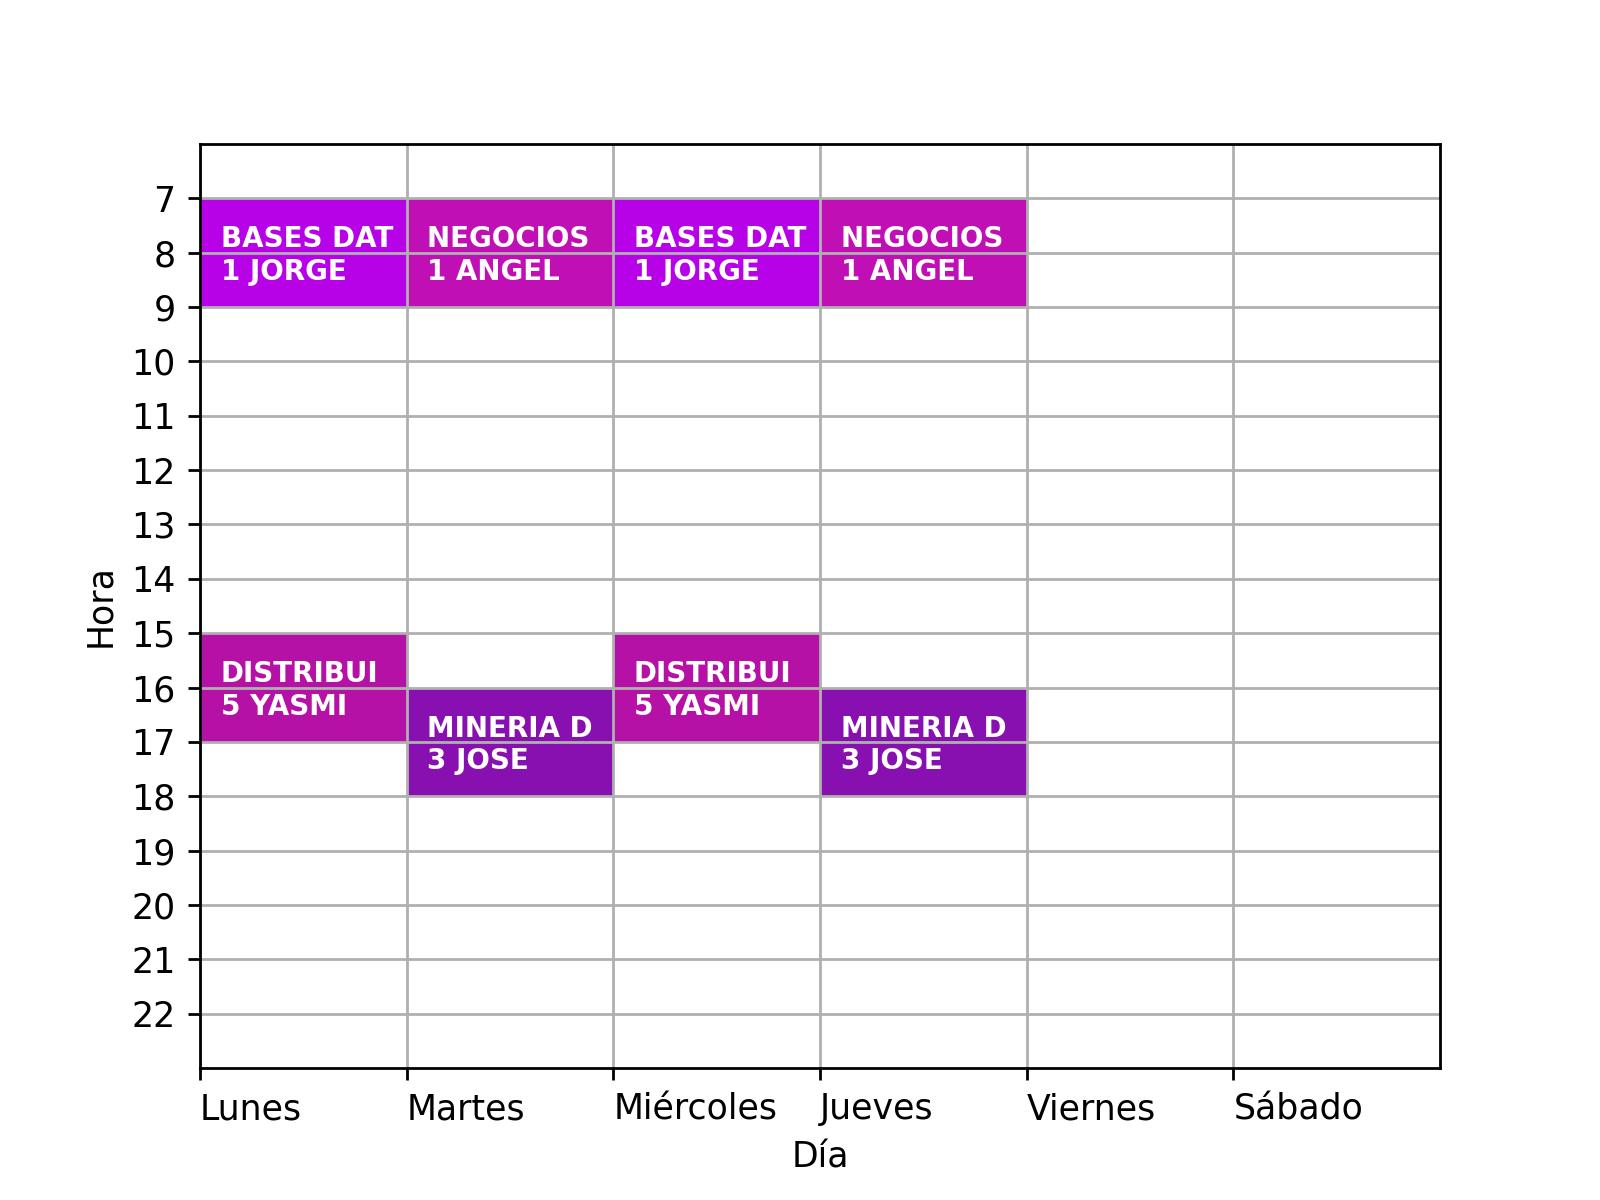 7
BASES DAT NEGOCIOS BASES DAT NEGOCIOS
8
1 JORGE 1 ANGEL 1 JORGE 1 ANGEL
9
10
11
12
13
14
Hora
15
DISTRIBUI DISTRIBUI
16
5 YASMI 5 YASMI
MINERIA D MINERIA D
17
3 JOSE 3 JOSE
18
19
20
21
22
Lunes Martes Miércoles Jueves Viernes Sábado
Día